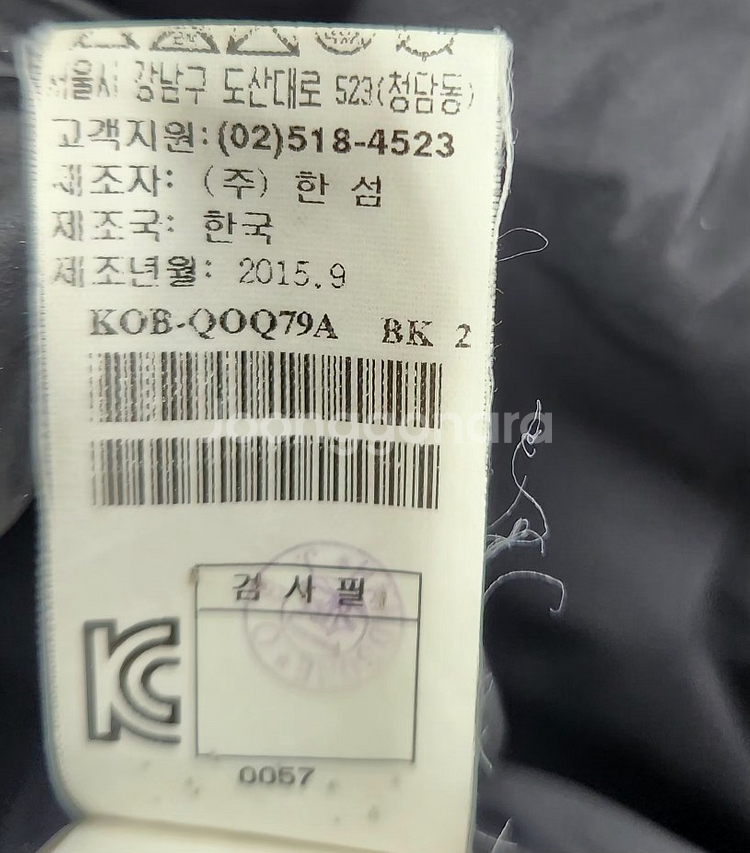 서울시 강남구 도산대로 523(청담동)
고객지원: (02)518-4523
제조자: (주) 한 섬
제조국: 한국
제조년월: 2015.9
KOB-QOQ79A BK 2
Joonggonara
검 사 필
KC
0057